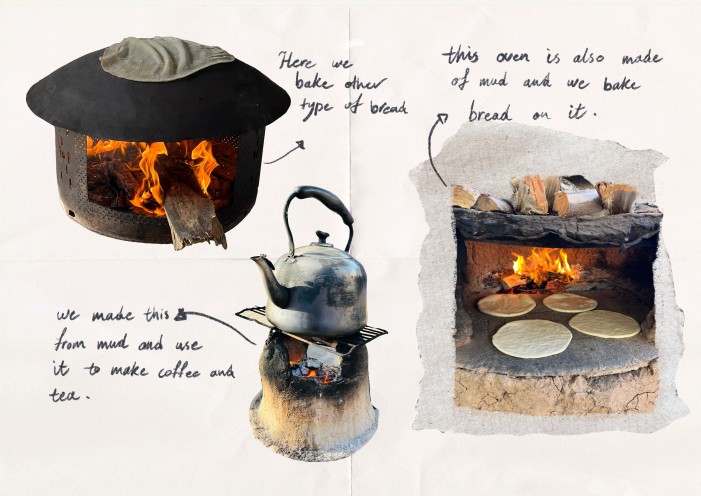 Here we
bake other
type of bread
this oven is also made
of mud and we bake
bread on it.
we made this
from mud and use
it to make coffee and
tea.